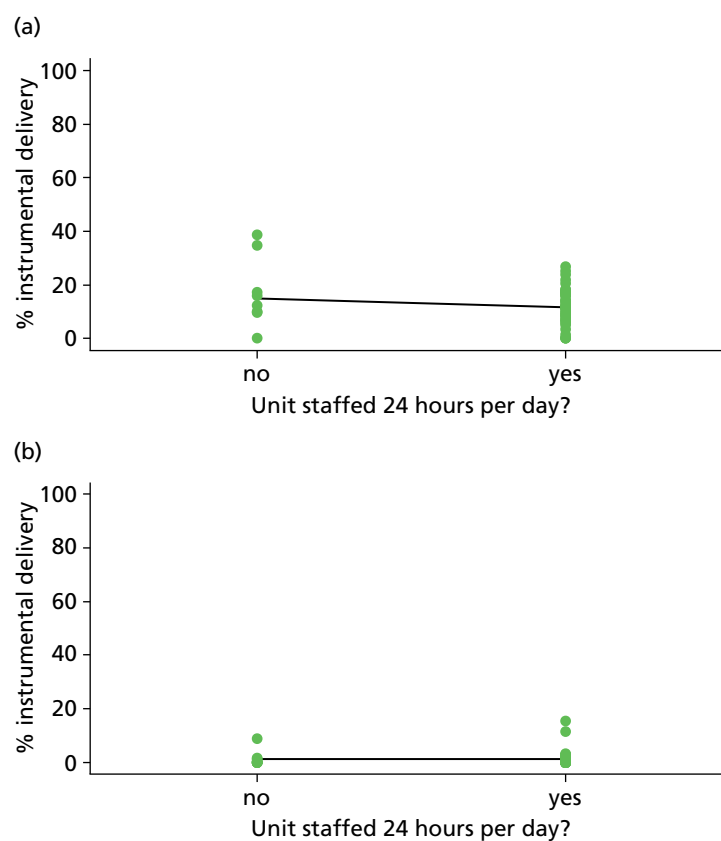 (a)
% instrumental delivery
100
80
60
40
20
0
no yes
Unit staffed 24 hours per day?
(b)
% instrumental delivery
100
80
60
40
20
0
no yes
Unit staffed 24 hours per day?